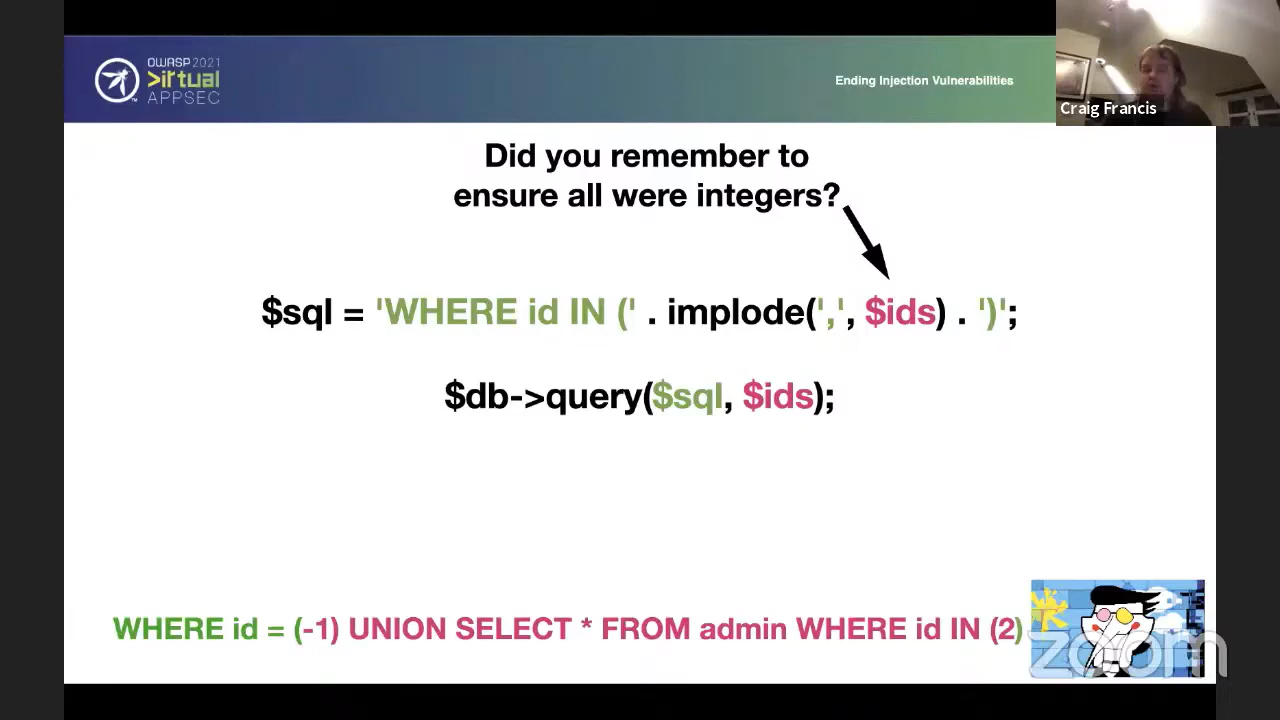 OWASP 2021
>irtual
APPSEC
TM
Ending Injection Vulnerabilities
Craig Francis
Did you remember to
ensure all were integers?
$sql = 'WHERE id IN (' . implode(',', $ids) . ')';
$db->query($sql, $ids);
WHERE id = (-1) UNION SELECT * FROM admin WHERE id IN (2)
zoom